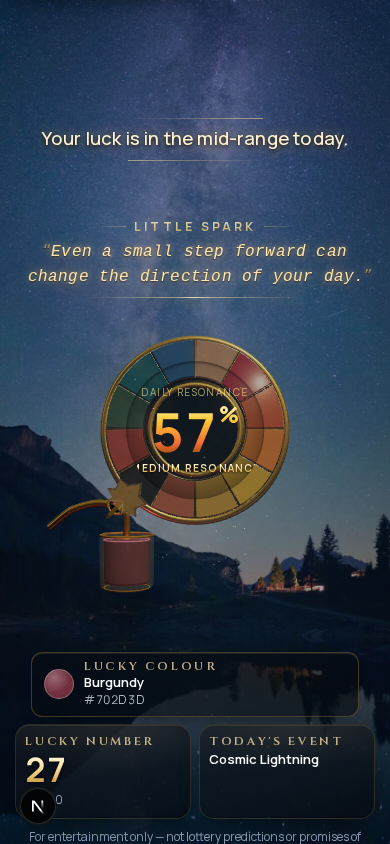 Your luck is in the mid-range today.
LITTLE SPARK
“Even a small step forward can
change the direction of your day.”
DAILY RESONANCE
57%
MEDIUM RESONANC
LUCKY COLOUR
Burgundy
#702D3D
LUCKY NUMBER
27
N
0
TODAY'S EVENT
Cosmic Lightning
For entertainment only — not lottery predictions or promises of